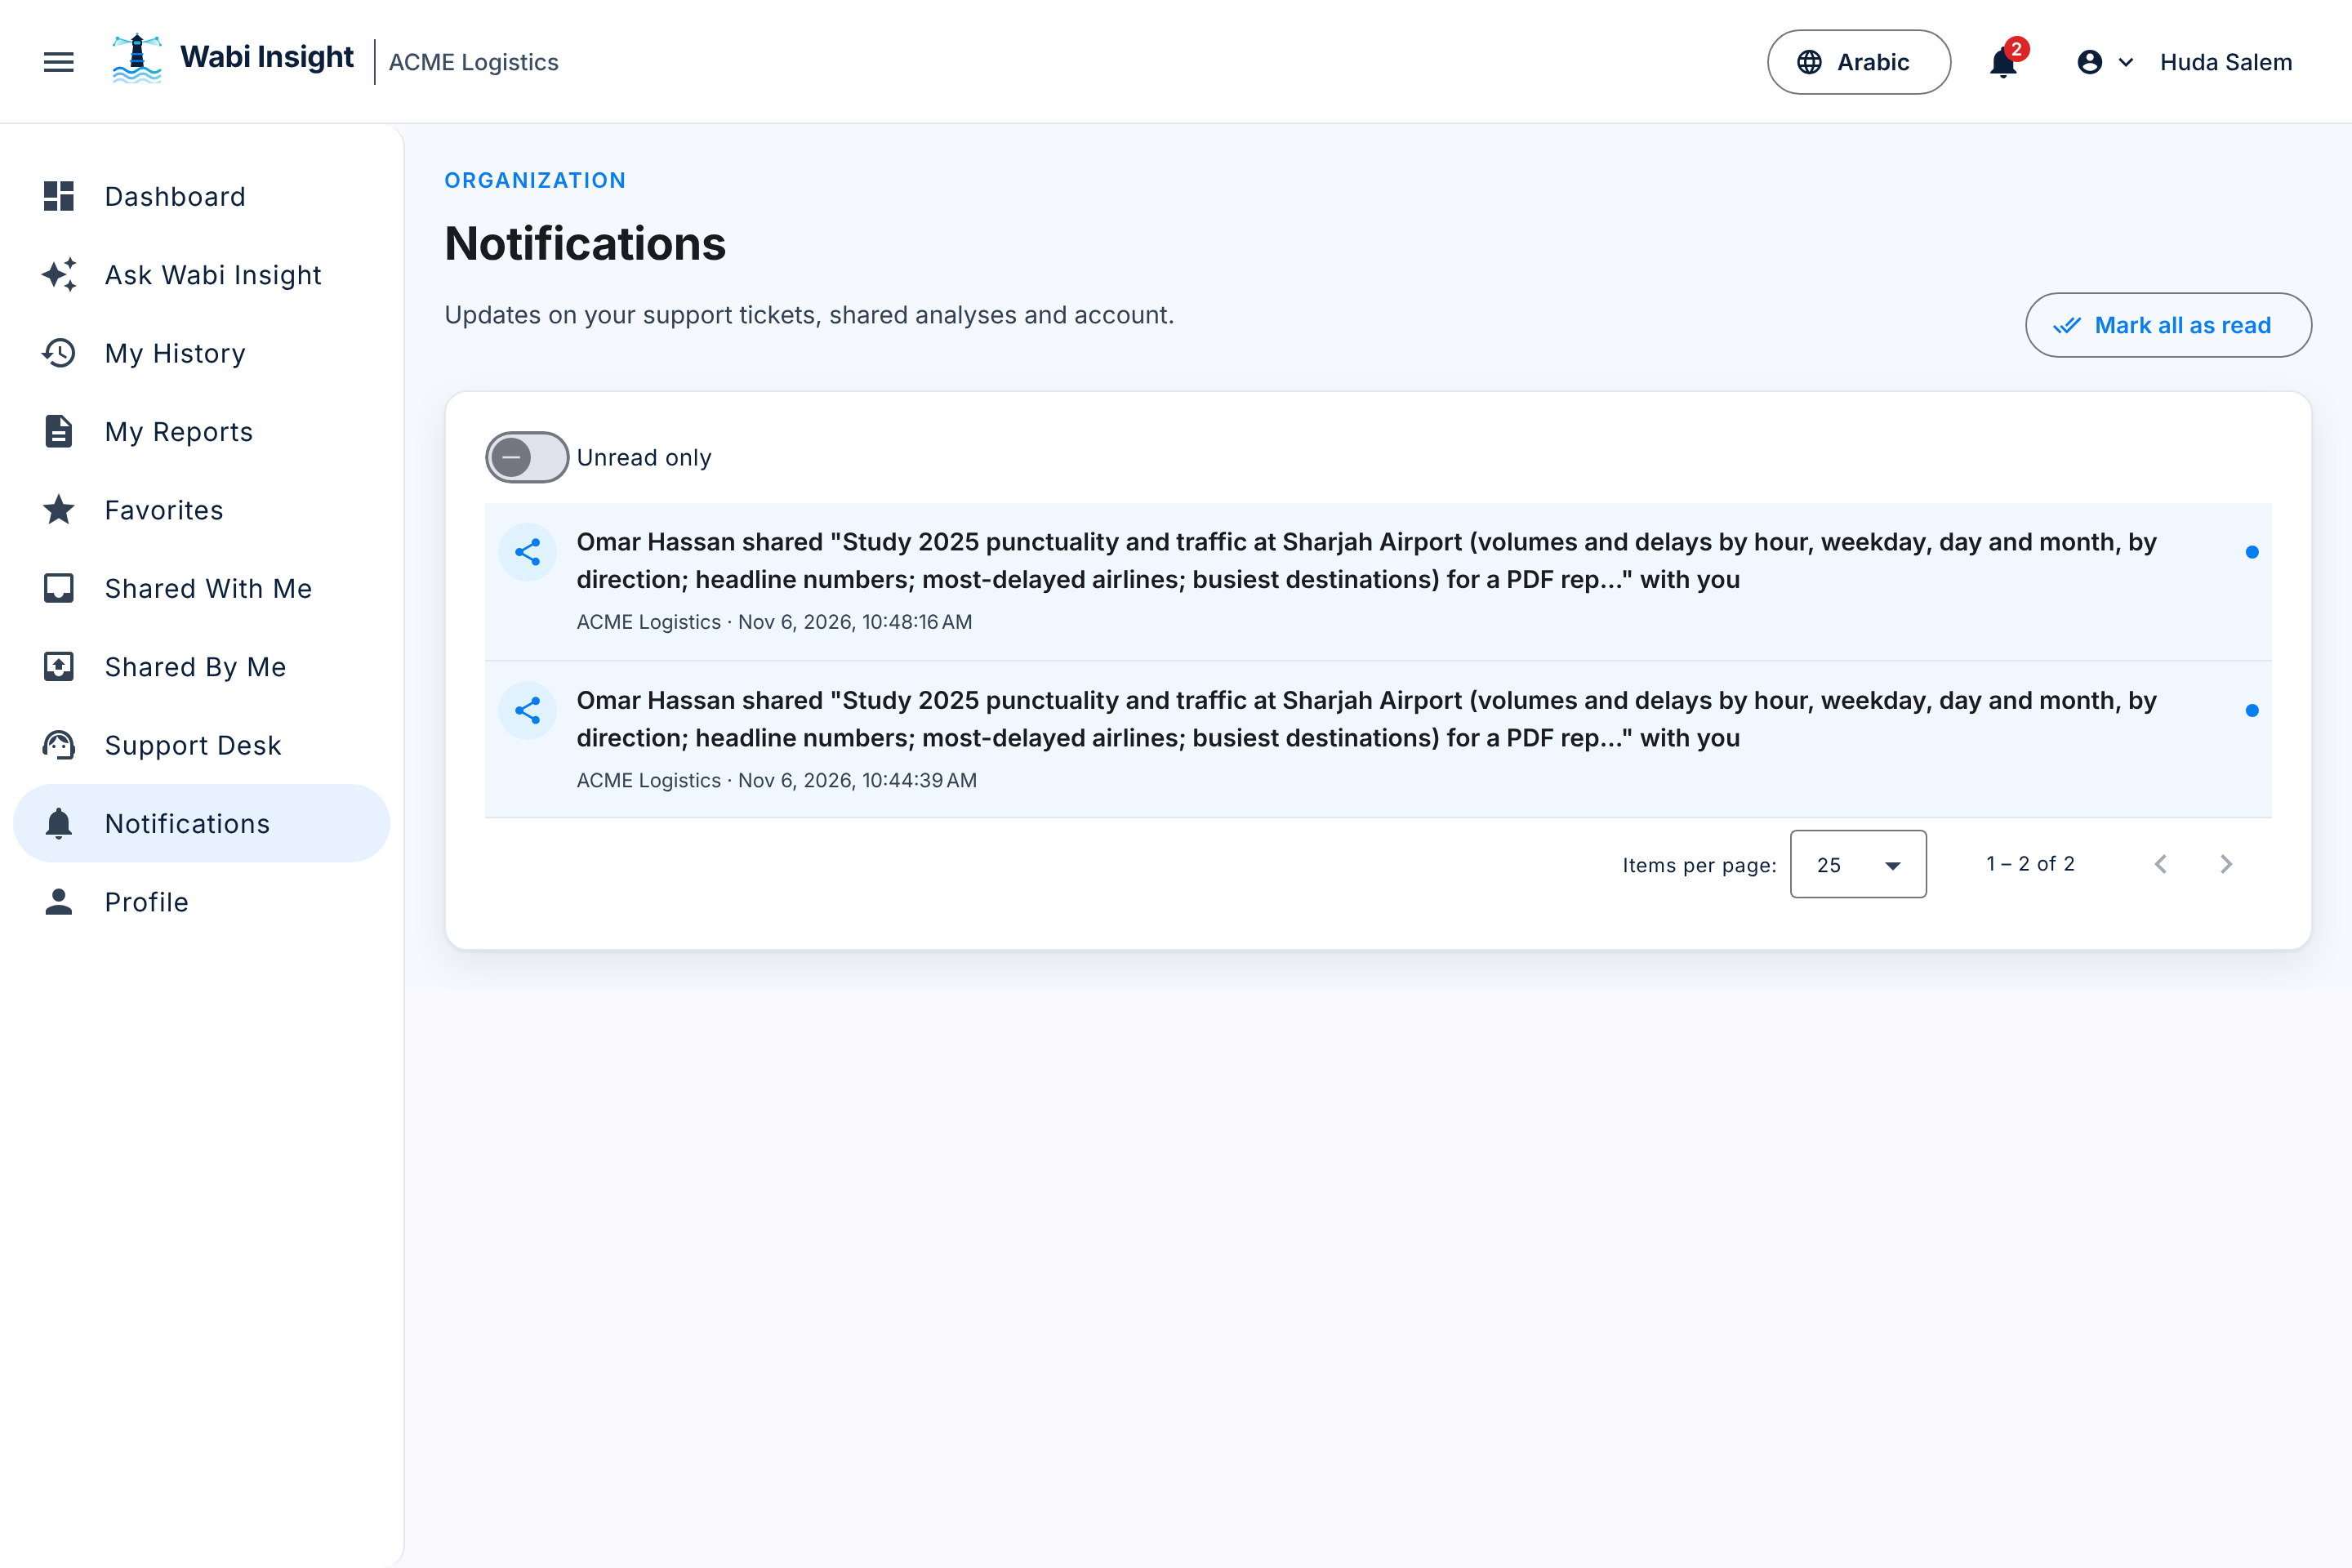 Wabi Insight
ACME Logistics
Arabic
2
Huda Salem
Dashboard
Ask Wabi Insight
My History
My Reports
Favorites
Shared With Me
Shared By Me
Support Desk
Notifications
Profile
ORGANIZATION
Notifications
Updates on your support tickets, shared analyses and account.
Mark all as read
Unread only
Omar Hassan shared "Study 2025 punctuality and traffic at Sharjah Airport (volumes and delays by hour, weekday, day and month, by
direction; headline numbers; most-delayed airlines; busiest destinations) for a PDF rep..." with you
ACME Logistics · Nov 6, 2026, 10:48:16 AM
Omar Hassan shared "Study 2025 punctuality and traffic at Sharjah Airport (volumes and delays by hour, weekday, day and month, by
direction; headline numbers; most-delayed airlines; busiest destinations) for a PDF rep..." with you
ACME Logistics · Nov 6, 2026, 10:44:39 AM
Items per page: 25 1 – 2 of 2